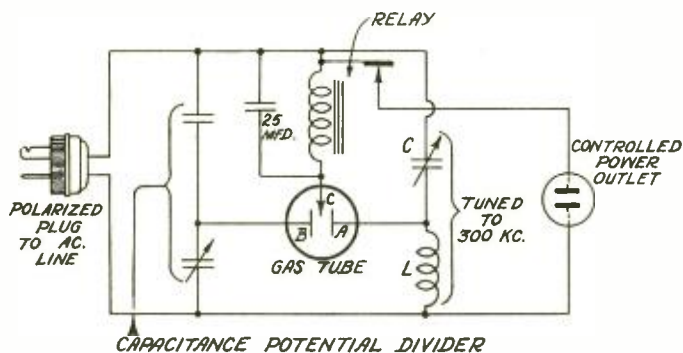 RELAY
25
MFD.
C
CONTROLLED
POWER
OUTLET
POLARIZED
PLUG
TO AC.
LINE
C
B
A
GAS TUBE
L
TUNED
TO
300 KC.
CAPACITANCE POTENTIAL DIVIDER